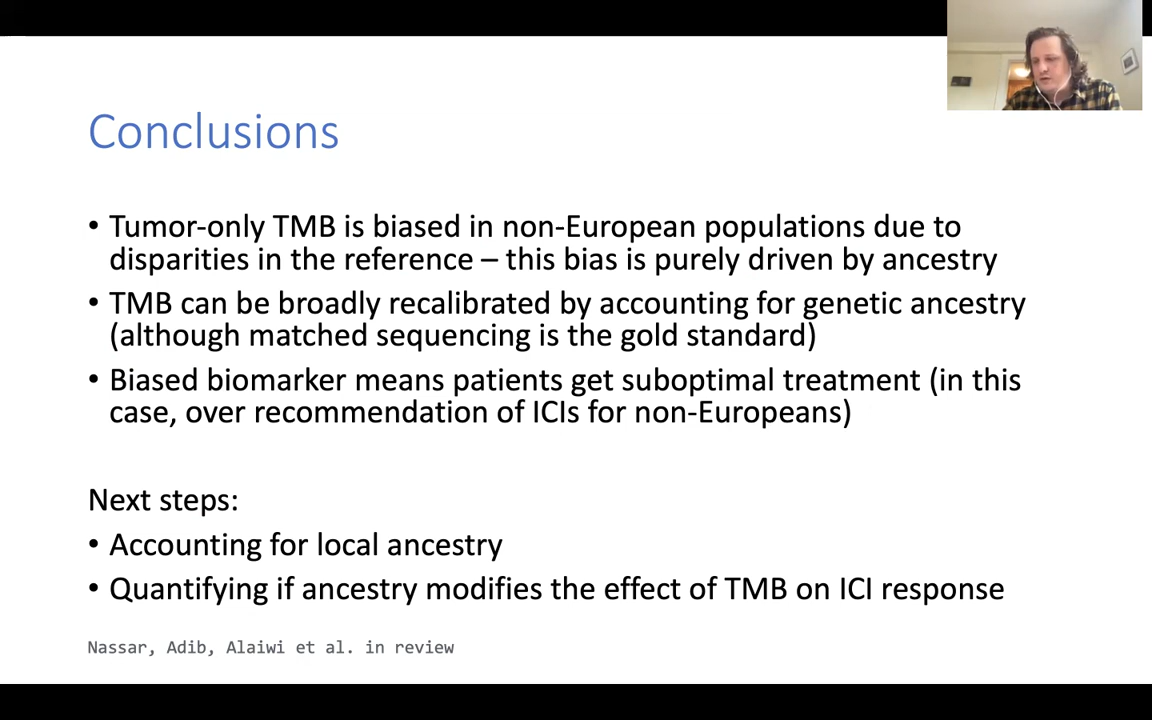 Conclusions
• Tumor-only TMB is biased in non-European populations due to
disparities in the reference – this bias is purely driven by ancestry
• TMB can be broadly recalibrated by accounting for genetic ancestry
(although matched sequencing is the gold standard)
• Biased biomarker means patients get suboptimal treatment (in this
case, over recommendation of ICIs for non-Europeans)
Next steps:
• Accounting for local ancestry
• Quantifying if ancestry modifies the effect of TMB on ICI response
Nassar, Adib, Alaiwi et al. in review